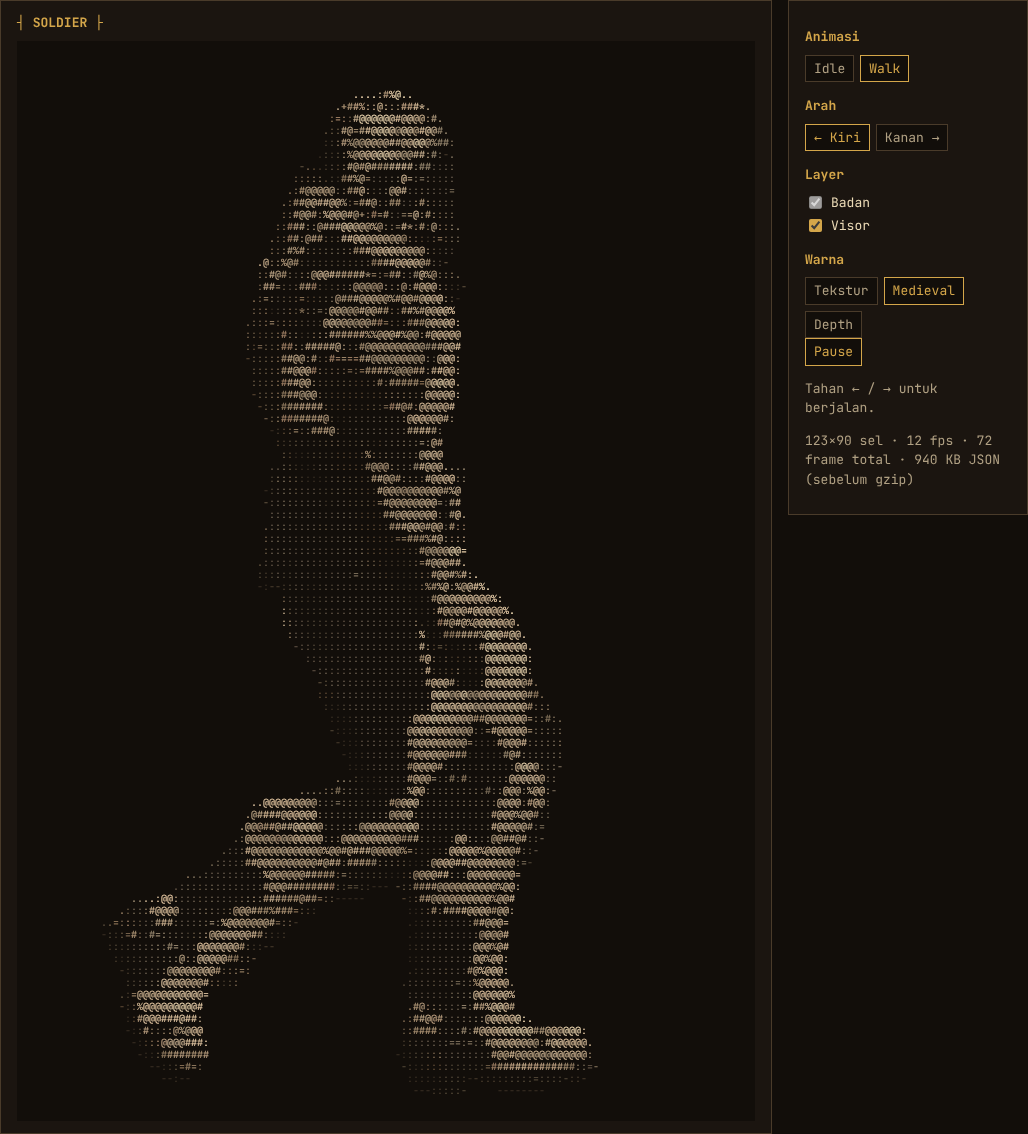 ┤ SOLDIER ├
Animasi
Idle Walk
Arah
← Kiri Kanan →
Layer
Badan
Visor
Warna
Tekstur Medieval
Depth
Pause
Tahan ← / → untuk
berjalan.
123×90 sel · 12 fps · 72
frame total · 940 KB JSON
(sebelum gzip)